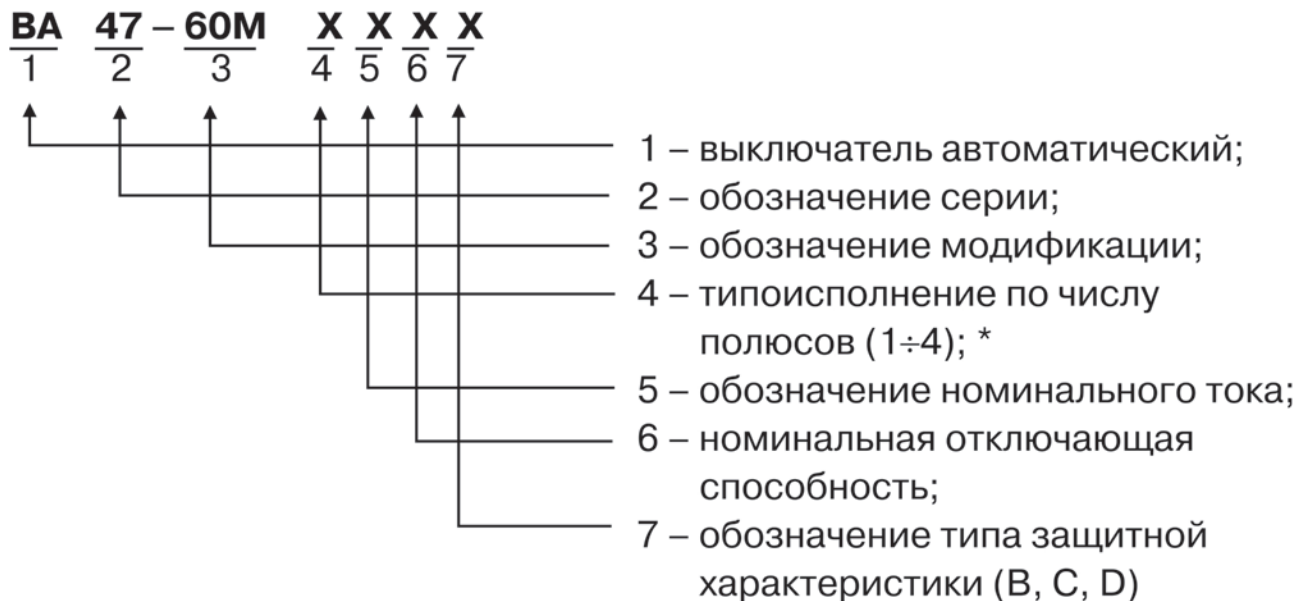 ВА 47 – 60М Х Х Х Х
1 2 3 4 5 6 7
1 – выключатель автоматический;
2 – обозначение серии;
3 – обозначение модификации;
4 – типоисполнение по числу
полюсов (1÷4); *
5 – обозначение номинального тока;
6 – номинальная отключающая
способность;
7 – обозначение типа защитной
характеристики (B, C, D)